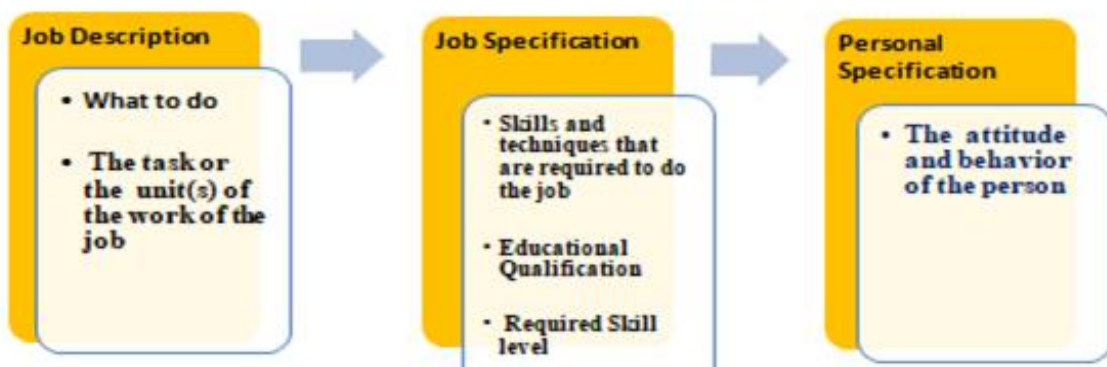 Job Description
• What to do
• The task or
the unit(s) of
the work of the
job
Job Specification
• Skills and
techniques that
are required to do
the job
• Educational
Qualification
• Required Skill
level
Personal
Specification
• The attitude
and behavior
of the person